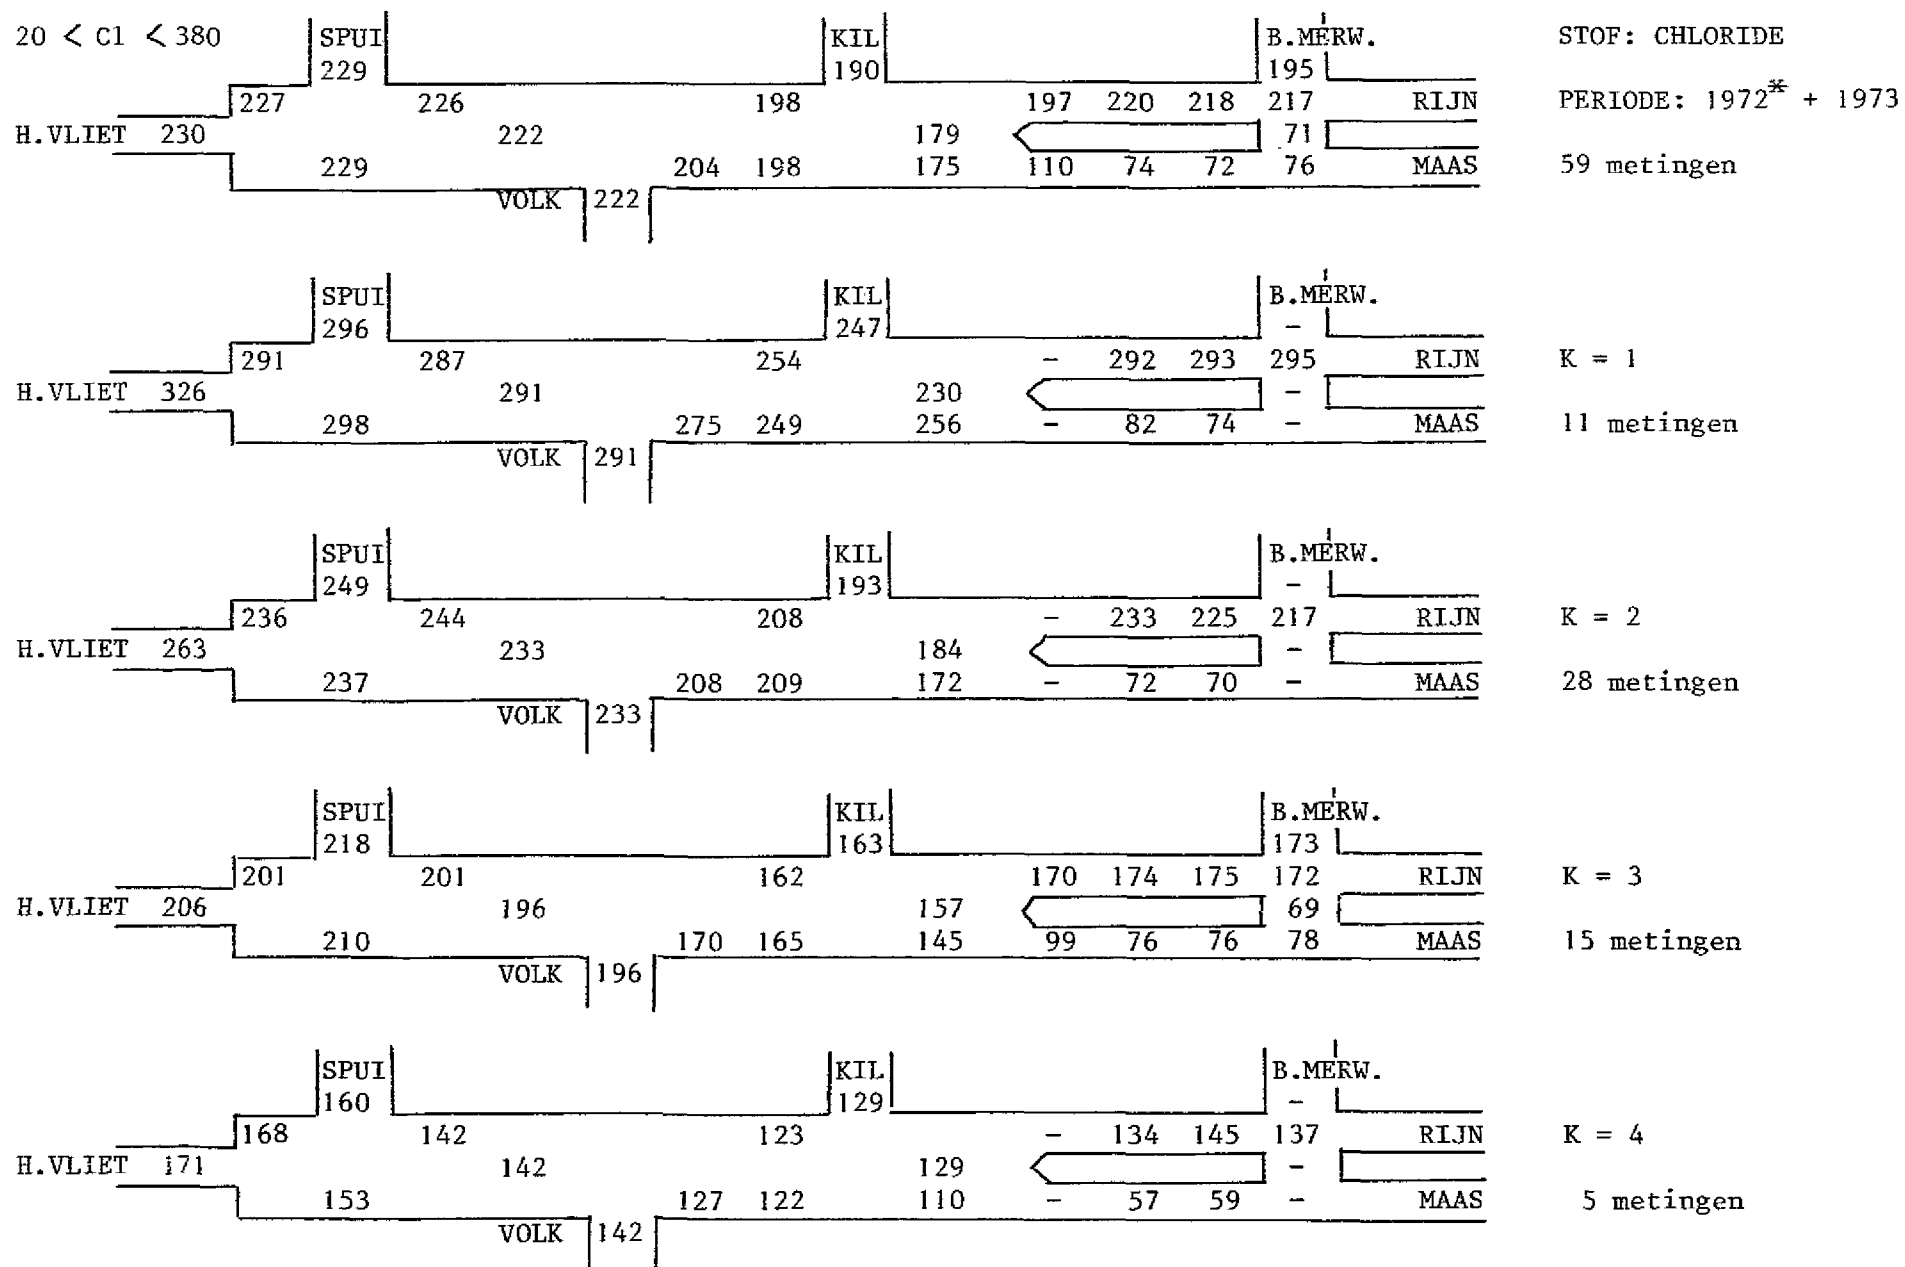 20 < Cl < 380 SPUI KIL B.MERW. STOF: CHLORIDE
229 190 195
227 226 198 197 220 218 217 RIJN PERIODE: 1972* + 1973
H.VLIET 230 222 179 71
229 204 198 175 110 74 72 76 MAAS 59 metingen
VOLK 222
SPUI KIL B.MERW.
296 247 -
291 287 254 - 292 293 295 RIJN K = 1
H.VLIET 326 291 230 -
298 275 249 256 - 82 74 - MAAS 11 metingen
VOLK 291
SPUI KIL B.MERW.
249 193 -
236 244 208 - 233 225 217 RIJN K = 2
H.VLIET 263 233 184 -
237 208 209 172 - 72 70 - MAAS 28 metingen
VOLK 233
SPUI KIL B.MERW.
218 163 173
201 201 162 170 174 175 172 RIJN K = 3
H.VLIET 206 196 157 69
210 170 165 145 99 76 76 78 MAAS 15 metingen
VOLK 196
SPUI KIL B.MERW.
160 129 -
168 142 123 - 134 145 137 RIJN K = 4
H.VLIET 171 142 129 -
153 127 122 110 - 57 59 - MAAS 5 metingen
VOLK 142